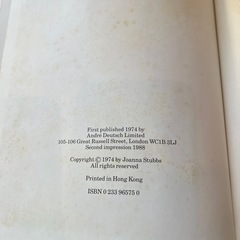 First published 1974 by
André Deutsch Limited
105-106 Great Russell Street, London WC1B 3LJ
Second impression 1988
Copyright © 1974 by Joanna Stubbs
All rights reserved
Printed in Hong Kong
ISBN 0 233 96575 0